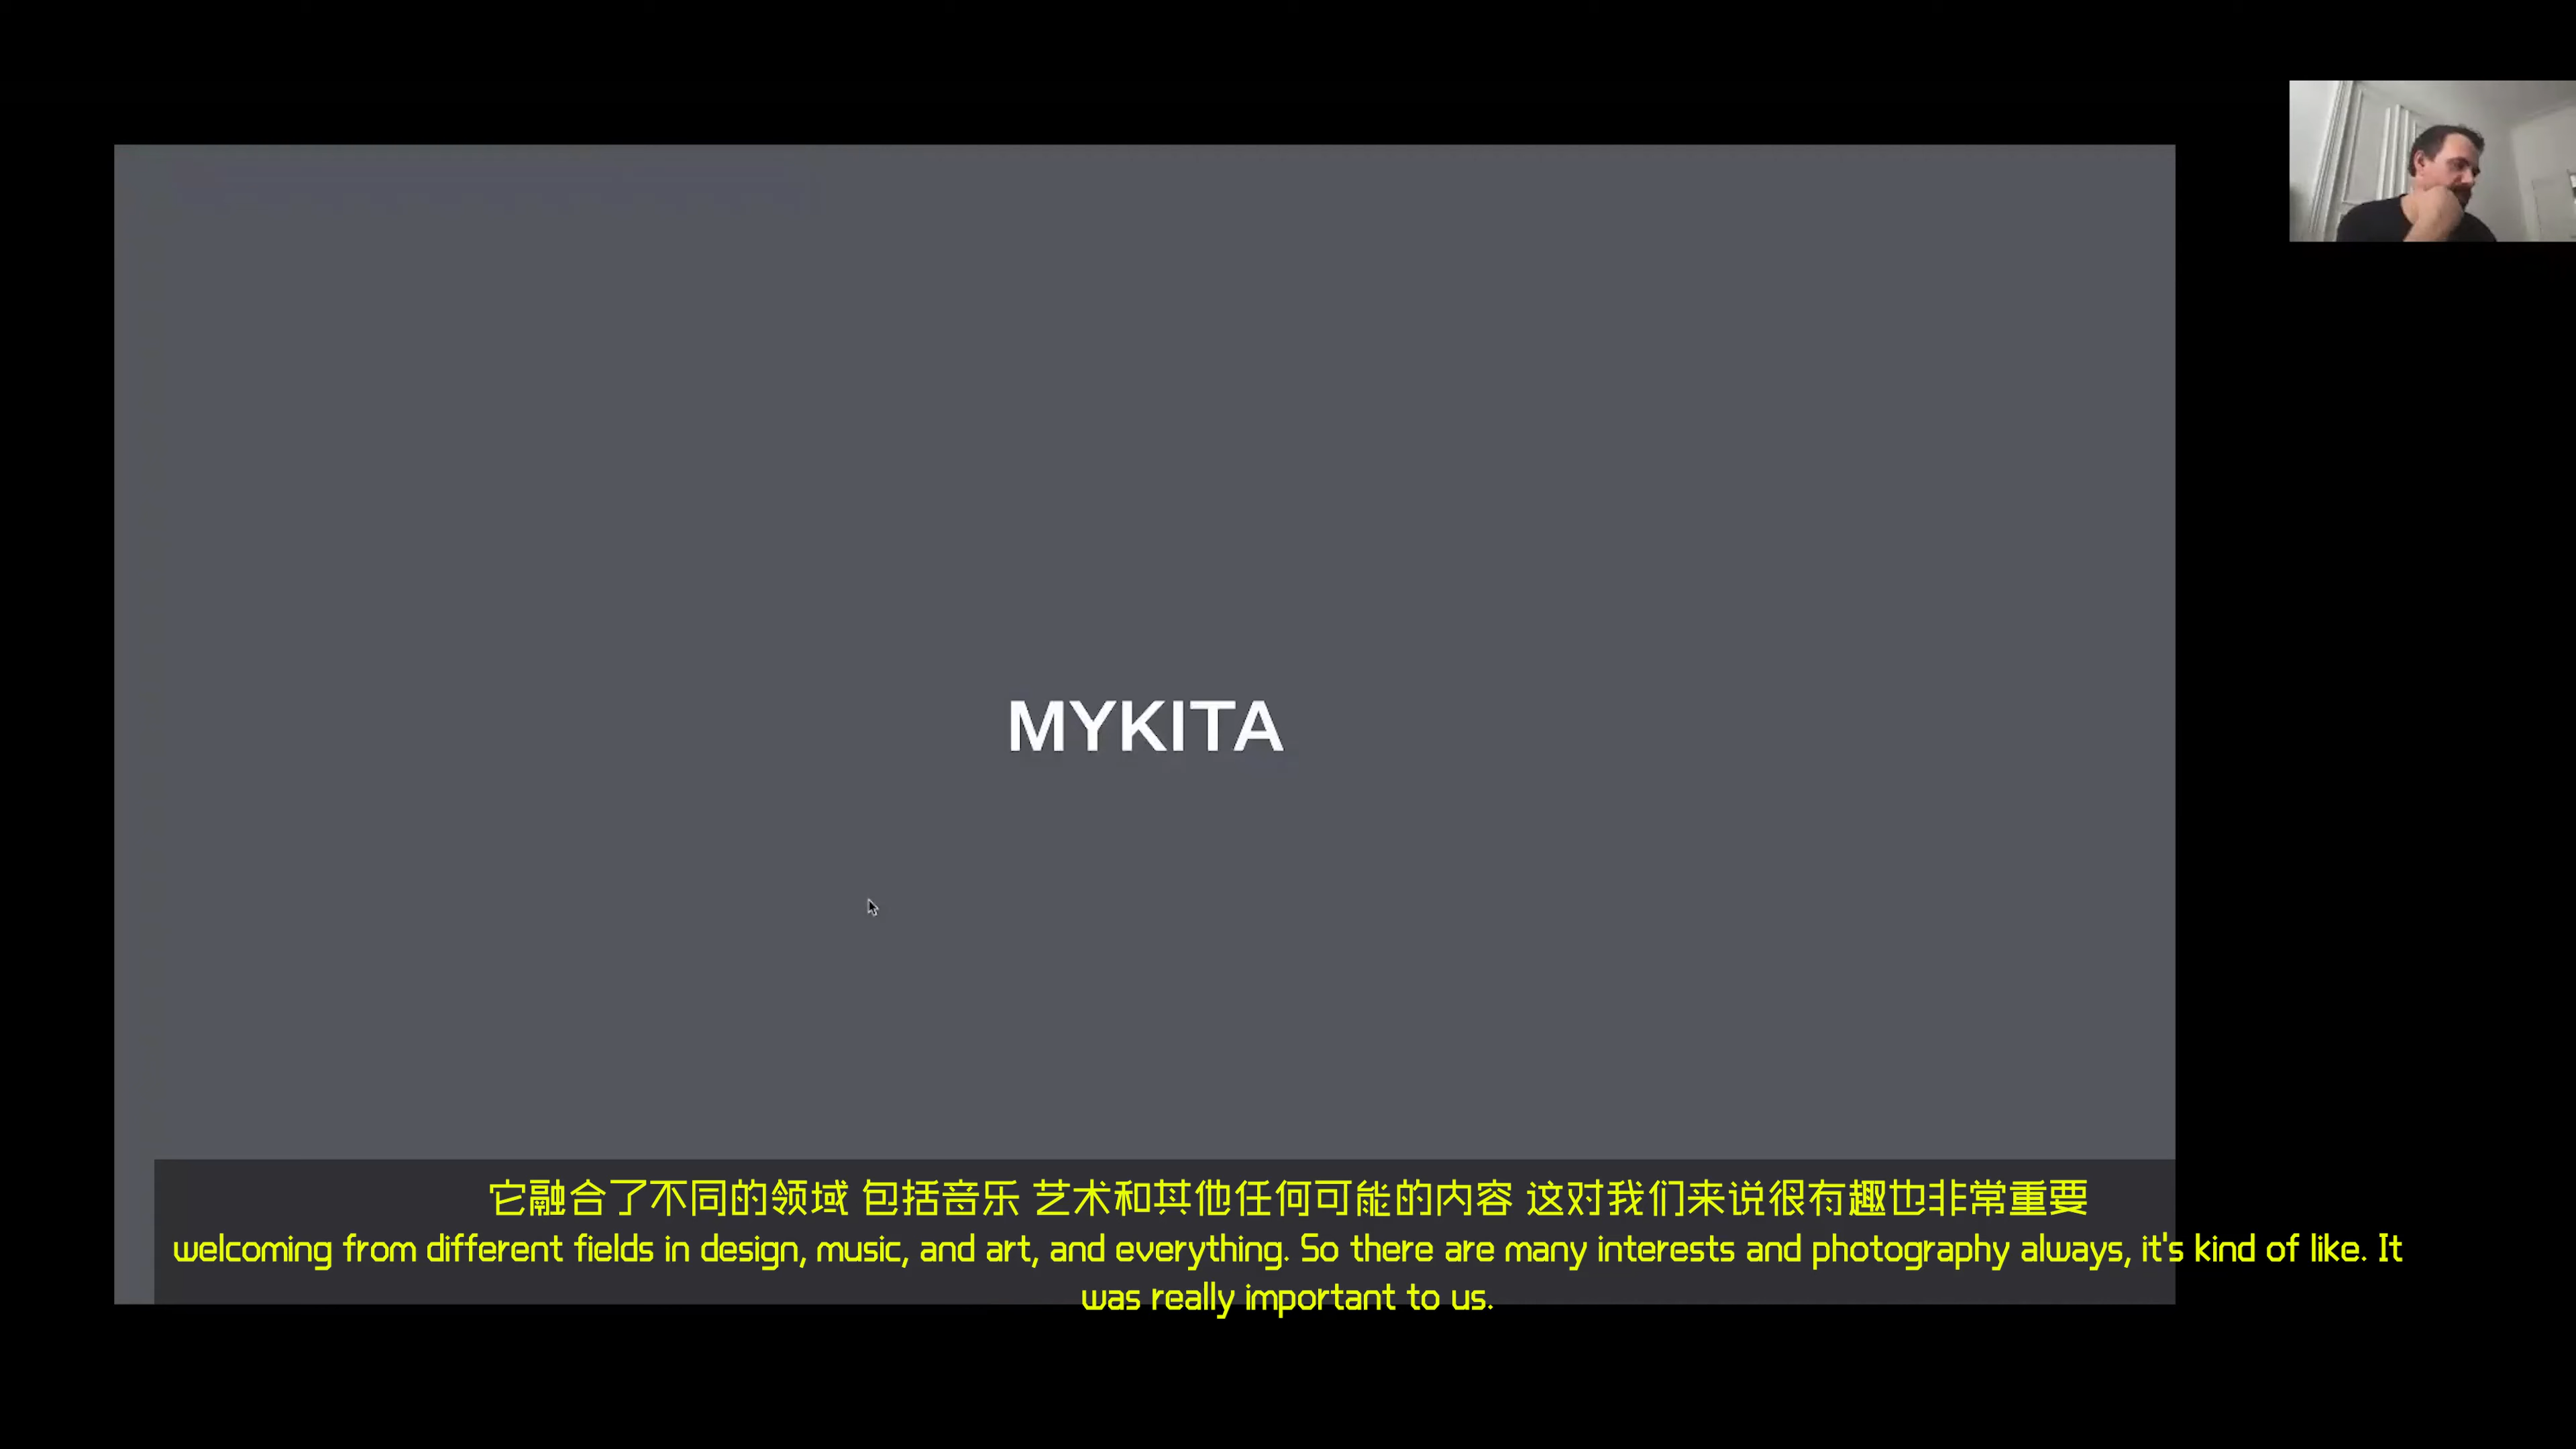 MYKITA
它融合了不同的领域 包括音乐 艺术和其他任何可能的内容 这对我们来说很有趣也非常重要
welcoming from different fields in design, music, and art, and everything. So there are many interests and photography always, it's kind of like. It
was really important to us.